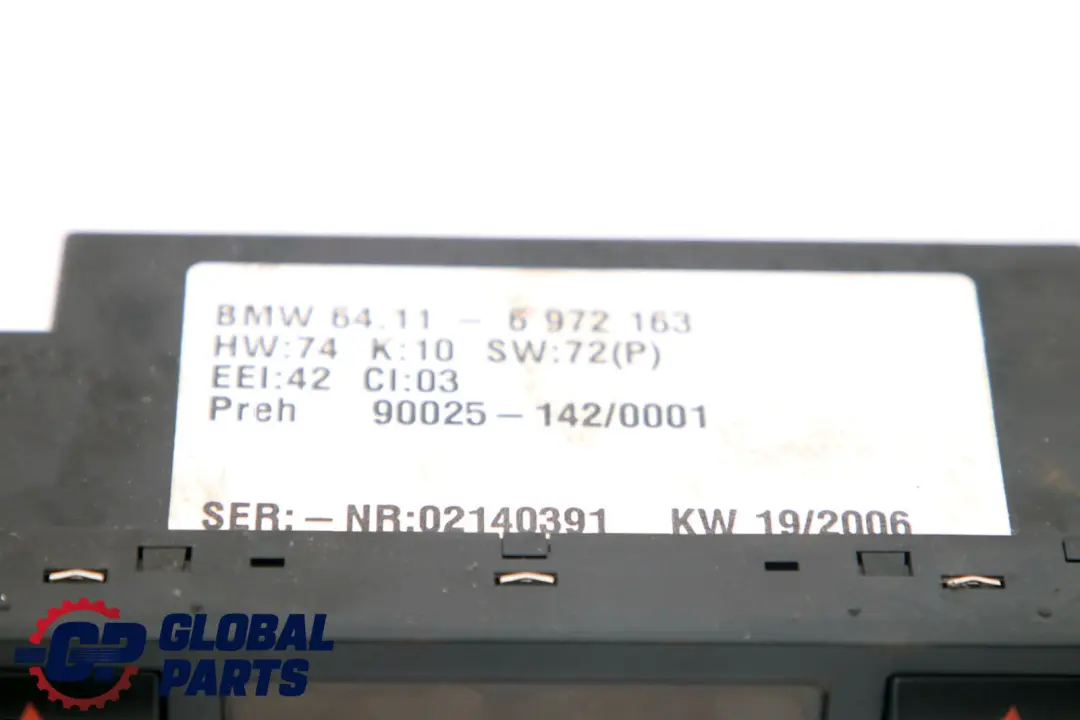 BMW 64.11 - 6 972 163
HW:74 K:10 SW:72(P)
EEI:42 CI:03
Preh 90025-142/0001
SER:-NR:02140391 KW 19/2006
GP GLOBAL
PARTS